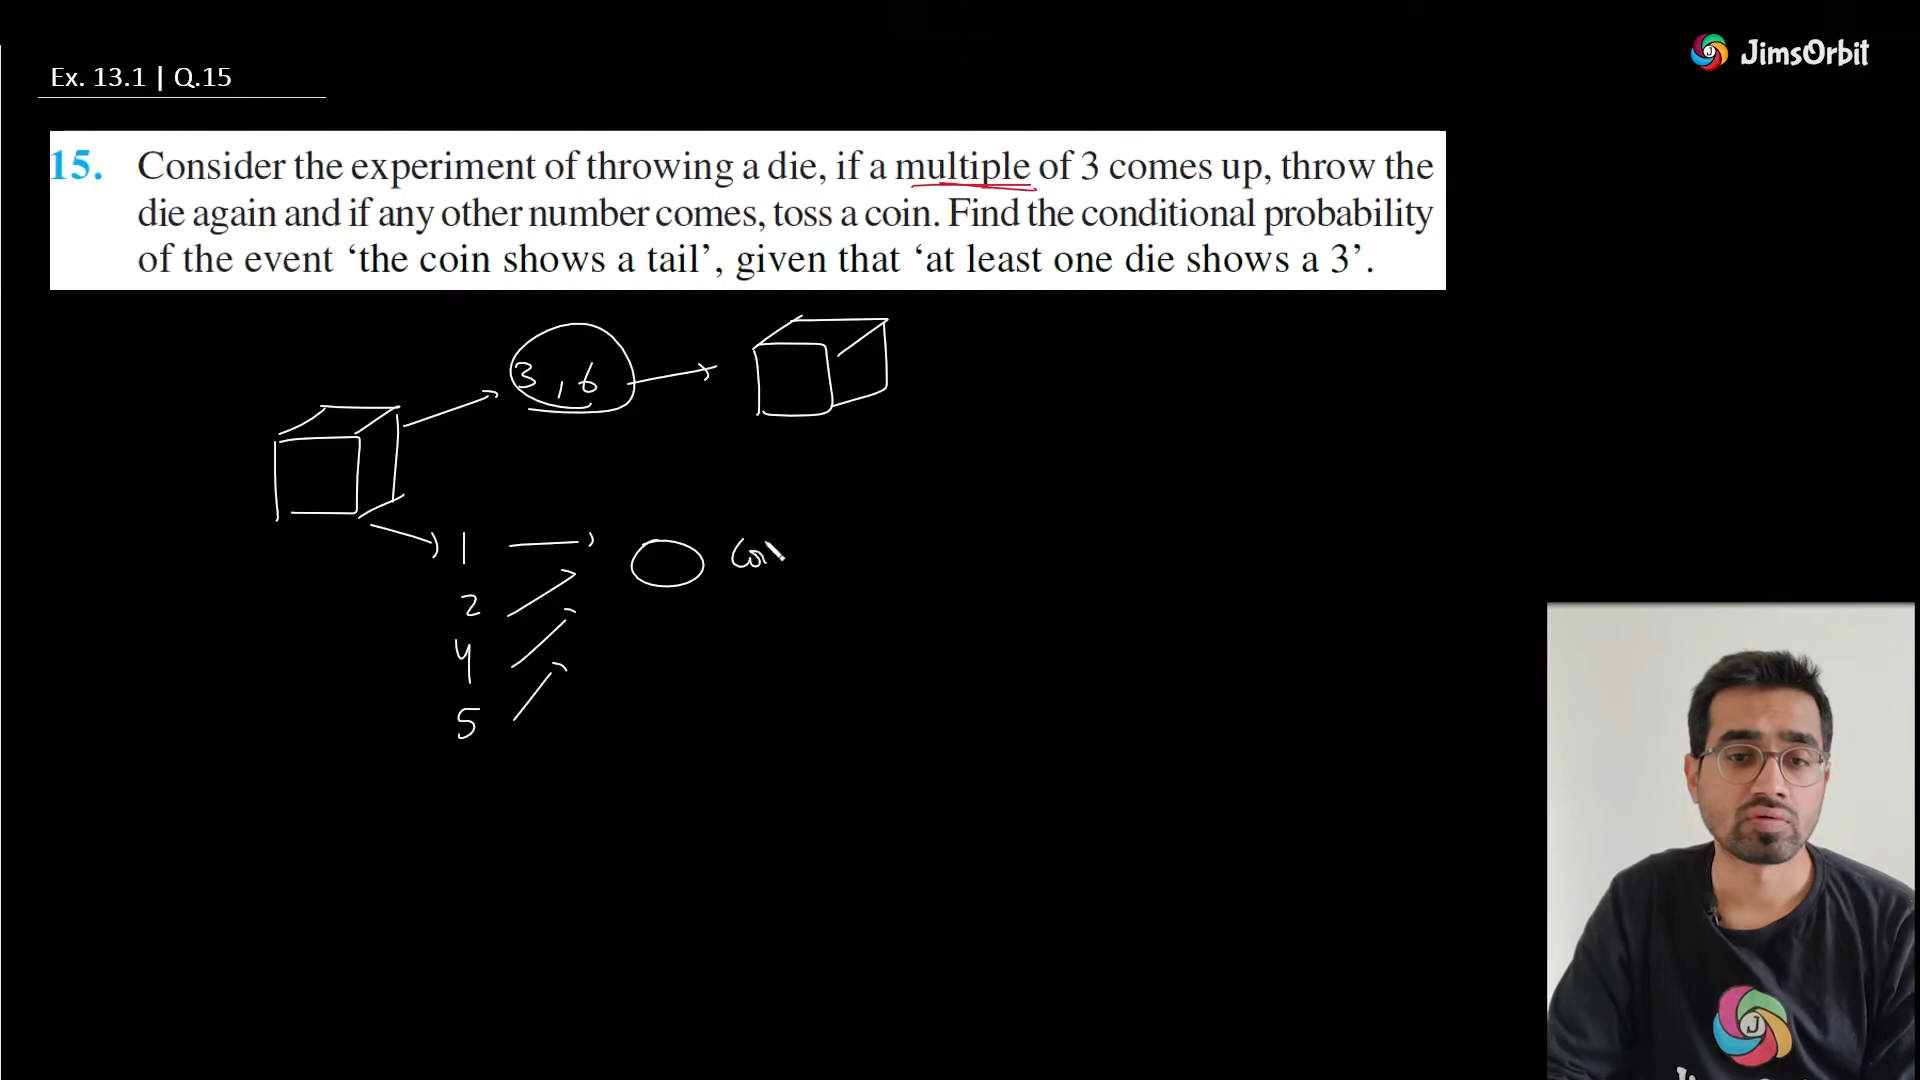 Ex. 13.1 | Q.15
JimsOrbit
15. Consider the experiment of throwing a die, if a multiple of 3 comes up, throw the
die again and if any other number comes, toss a coin. Find the conditional probability
of the event ‘the coin shows a tail’, given that ‘at least one die shows a 3’.
3, 6
1
Coi
2
4
5
J